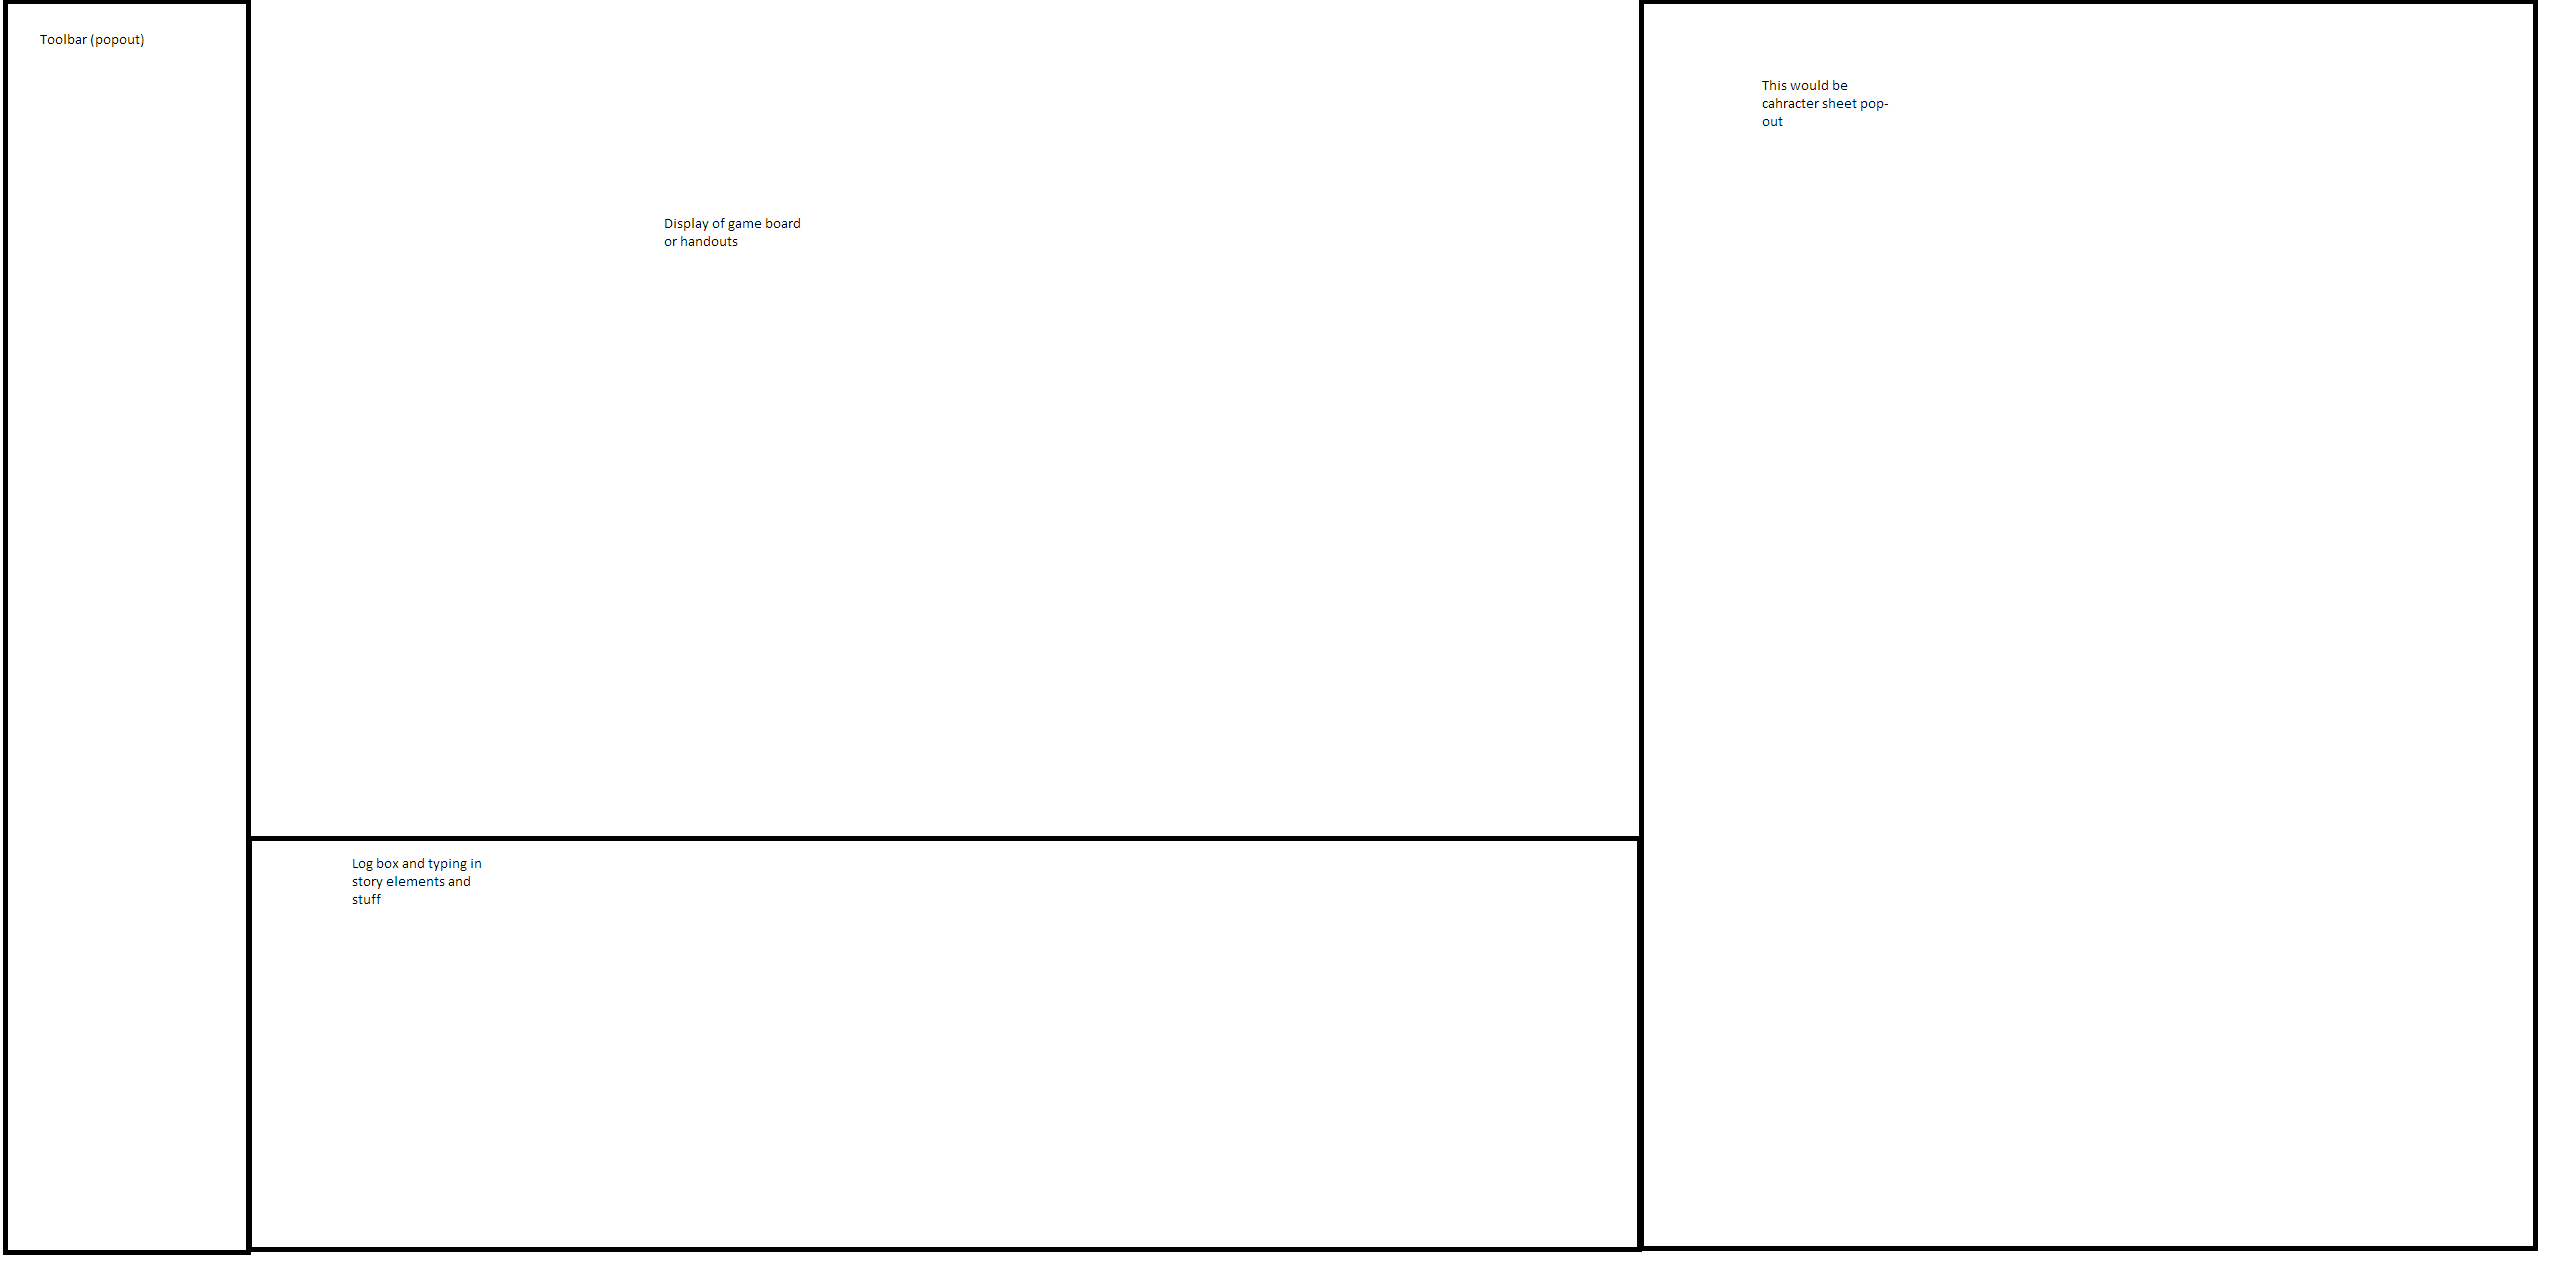 Toolbar (popout)
This would be
cahracter sheet pop-
out
Display of game board
or handouts
Log box and typing in
story elements and
stuff